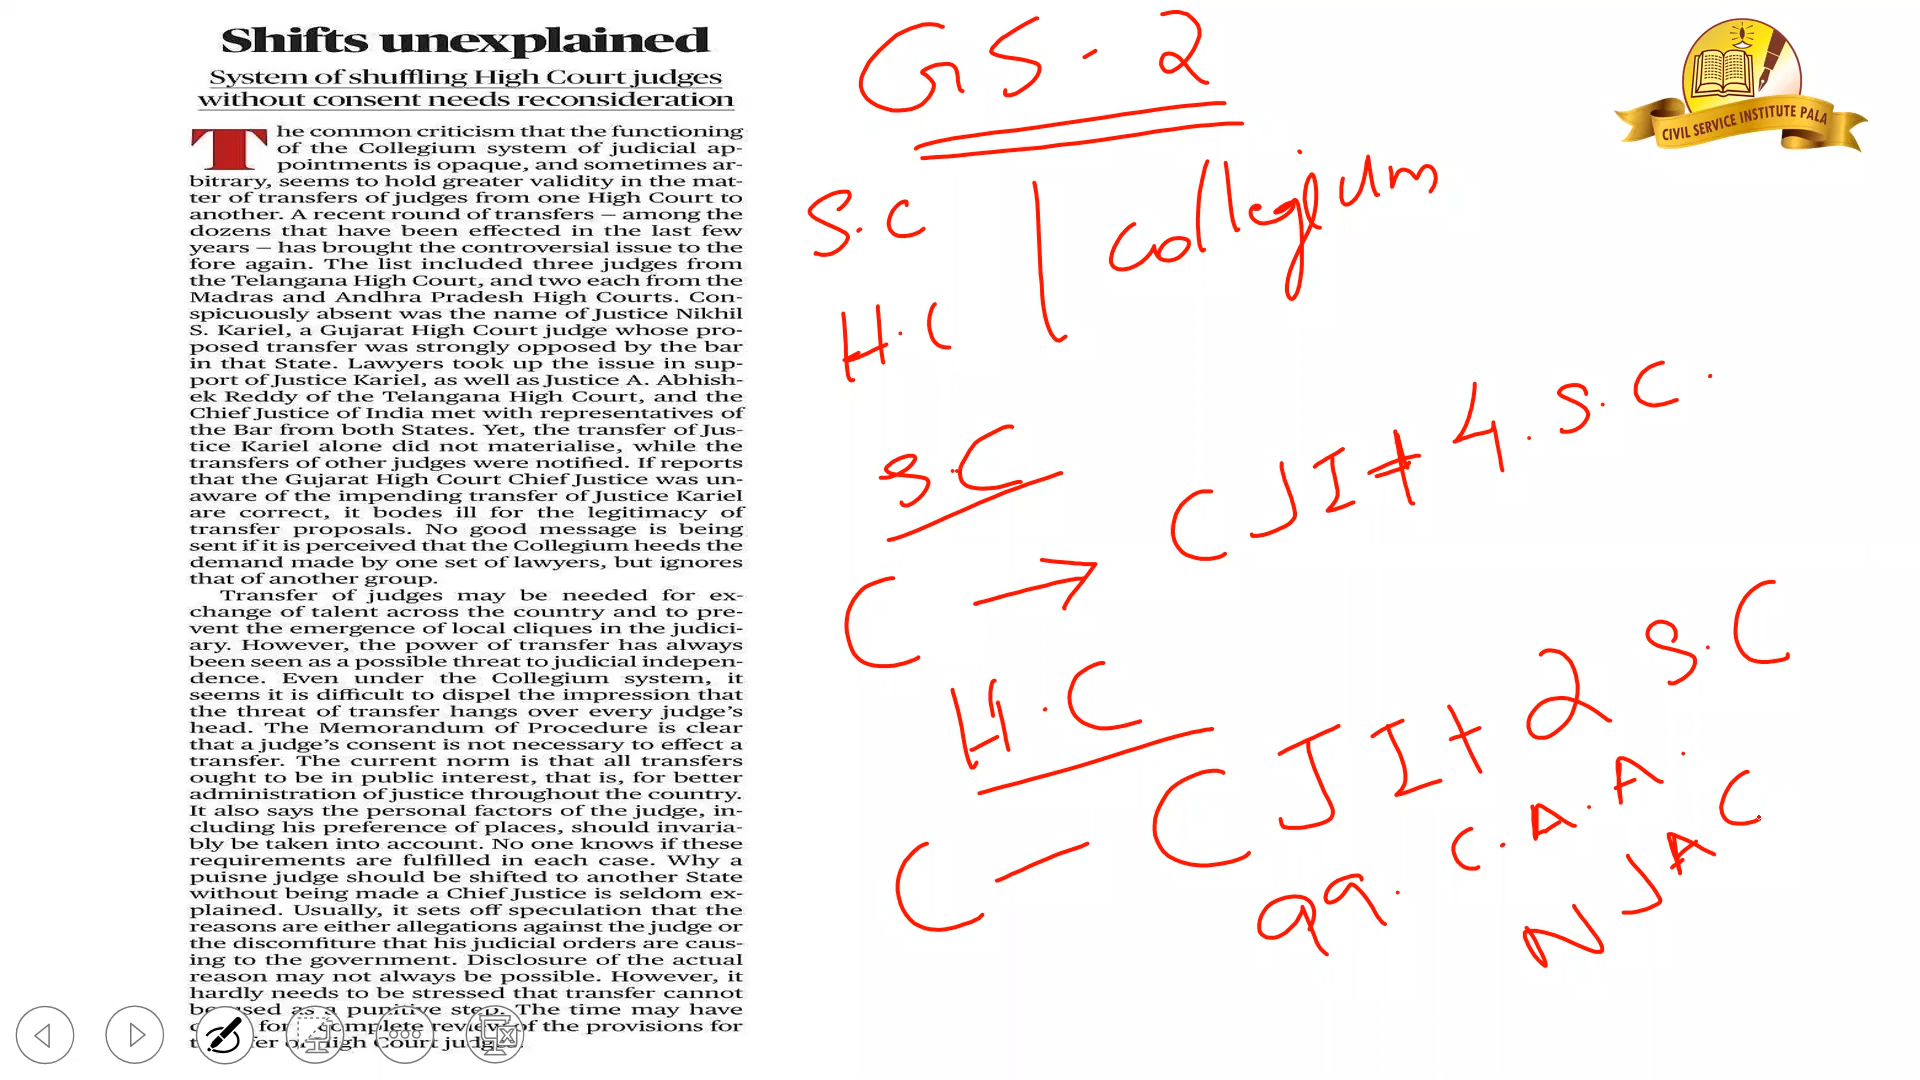 Shifts unexplained
System of shuffling High Court judges
without consent needs reconsideration
The common criticism that the functioning
of the Collegium system of judicial ap-
pointments is opaque, and sometimes ar-
bitrary, seems to hold greater validity in the mat-
ter of transfers of judges from one High Court to
another. A recent round of transfers – among the
dozens that have been effected in the last few
years – has brought the controversial issue to the
fore again. The list included three judges from
the Telangana High Court, and two each from the
Madras and Andhra Pradesh High Courts. Con-
spicuously absent was the name of Justice Nikhil
S. Kariel, a Gujarat High Court judge whose pro-
posed transfer was strongly opposed by the bar
in that State. Lawyers took up the issue in sup-
port of Justice Kariel, as well as Justice A. Abhish-
ek Reddy of the Telangana High Court, and the
Chief Justice of India met with representatives of
the Bar from both States. Yet, the transfer of Jus-
tice Kariel alone did not materialise, while the
transfers of other judges were notified. If reports
that the Gujarat High Court Chief Justice was un-
aware of the impending transfer of Justice Kariel
are correct, it bodes ill for the legitimacy of
transfer proposals. No good message is being
sent if it is perceived that the Collegium heeds the
demand made by one set of lawyers, but ignores
that of another group.
Transfer of judges may be needed for ex-
change of talent across the country and to pre-
vent the emergence of local cliques in the judici-
ary. However, the power of transfer has always
been seen as a possible threat to judicial indepen-
dence. Even under the Collegium system, it
seems it is difficult to dispel the impression that
the threat of transfer hangs over every judge's
head. The Memorandum of Procedure is clear
that a judge's consent is not necessary to effect a
transfer. The current norm is that all transfers
ought to be in public interest, that is, for better
administration of justice throughout the country.
It also says the personal factors of the judge, in-
cluding his preference of places, should invaria-
bly be taken into account. No one knows if these
requirements are fulfilled in each case. Why a
puisne judge should be shifted to another State
without being made a Chief Justice is seldom ex-
plained. Usually, it sets off speculation that the
reasons are either allegations against the judge or
the discomfiture that his judicial orders are caus-
ing to the government. Disclosure of the actual
reason may not always be possible. However, it
hardly needs to be stressed that transfer cannot
be used as a punitive step. The time may have
for complete review of the provisions for
High Court judges.
GS-2
S.C
H.C
collegium
S.C
C → CJI + 4. S.C.
H.C
C — CJI + 2 S.C
99. C.A.A.
NJAC
CIVIL SERVICE INSTITUTE PALA